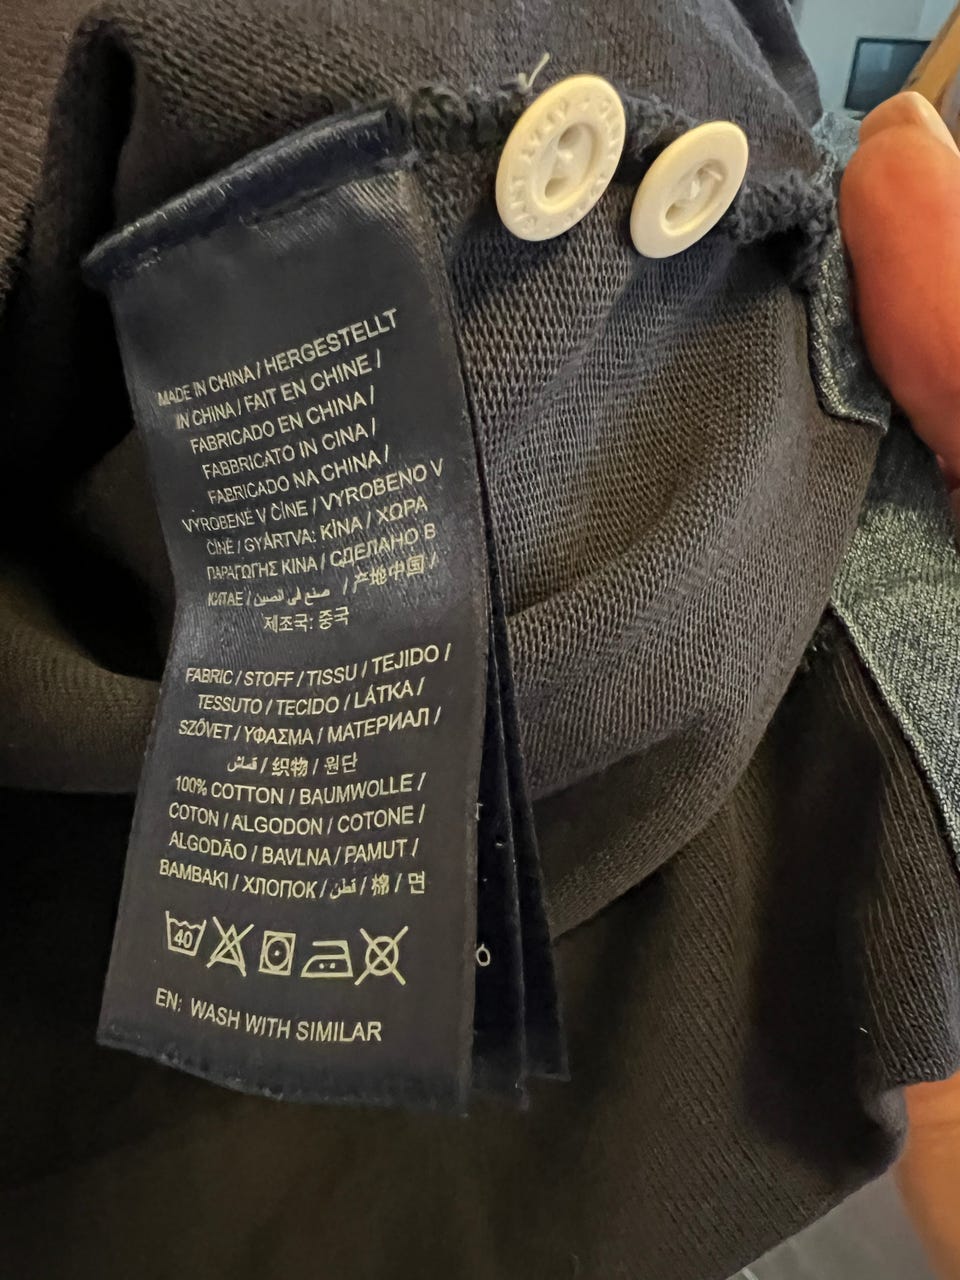 MADE IN CHINA / HERGESTELLT
IN CHINA / FAIT EN CHINE /
FABRICADO EN CHINA /
FABBRICATO IN CINA /
FABRICADO NA CHINA /
VYROBENÉ V ČÍNE / VYROBENO V
ČÍNĚ / GYÁRTVA: KÍNA / ΧΩΡΑ
ΠΑΡΑΓΩΓΗΣ ΚΙΝΑ / СДЕЛАНО В
КИТАЕ / صنع في الصين / 产地中国 /
제조국: 중국
FABRIC / STOFF / TISSU / TEJIDO /
TESSUTO / TECIDO / LÁTKA /
SZÖVET / ΥΦΑΣΜΑ / МАТЕРИАЛ /
قماش / 织物 / 원단
100% COTTON / BAUMWOLLE /
COTON / ALGODON / COTONE /
ALGODÃO / BAVLNA / PAMUT /
BAMBAKI / ХЛОПОК / قطن / 棉 / 면
40
EN: WASH WITH SIMILAR